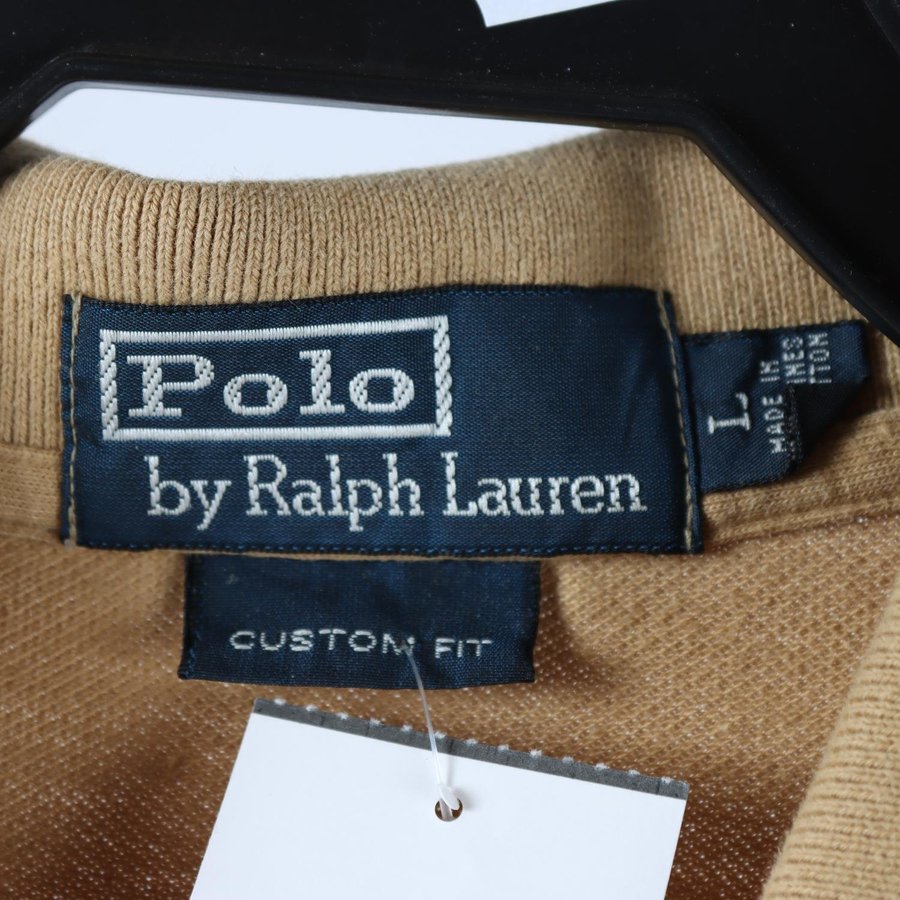 Polo
by Ralph Lauren
L
MADE IN
CUSTOM FIT